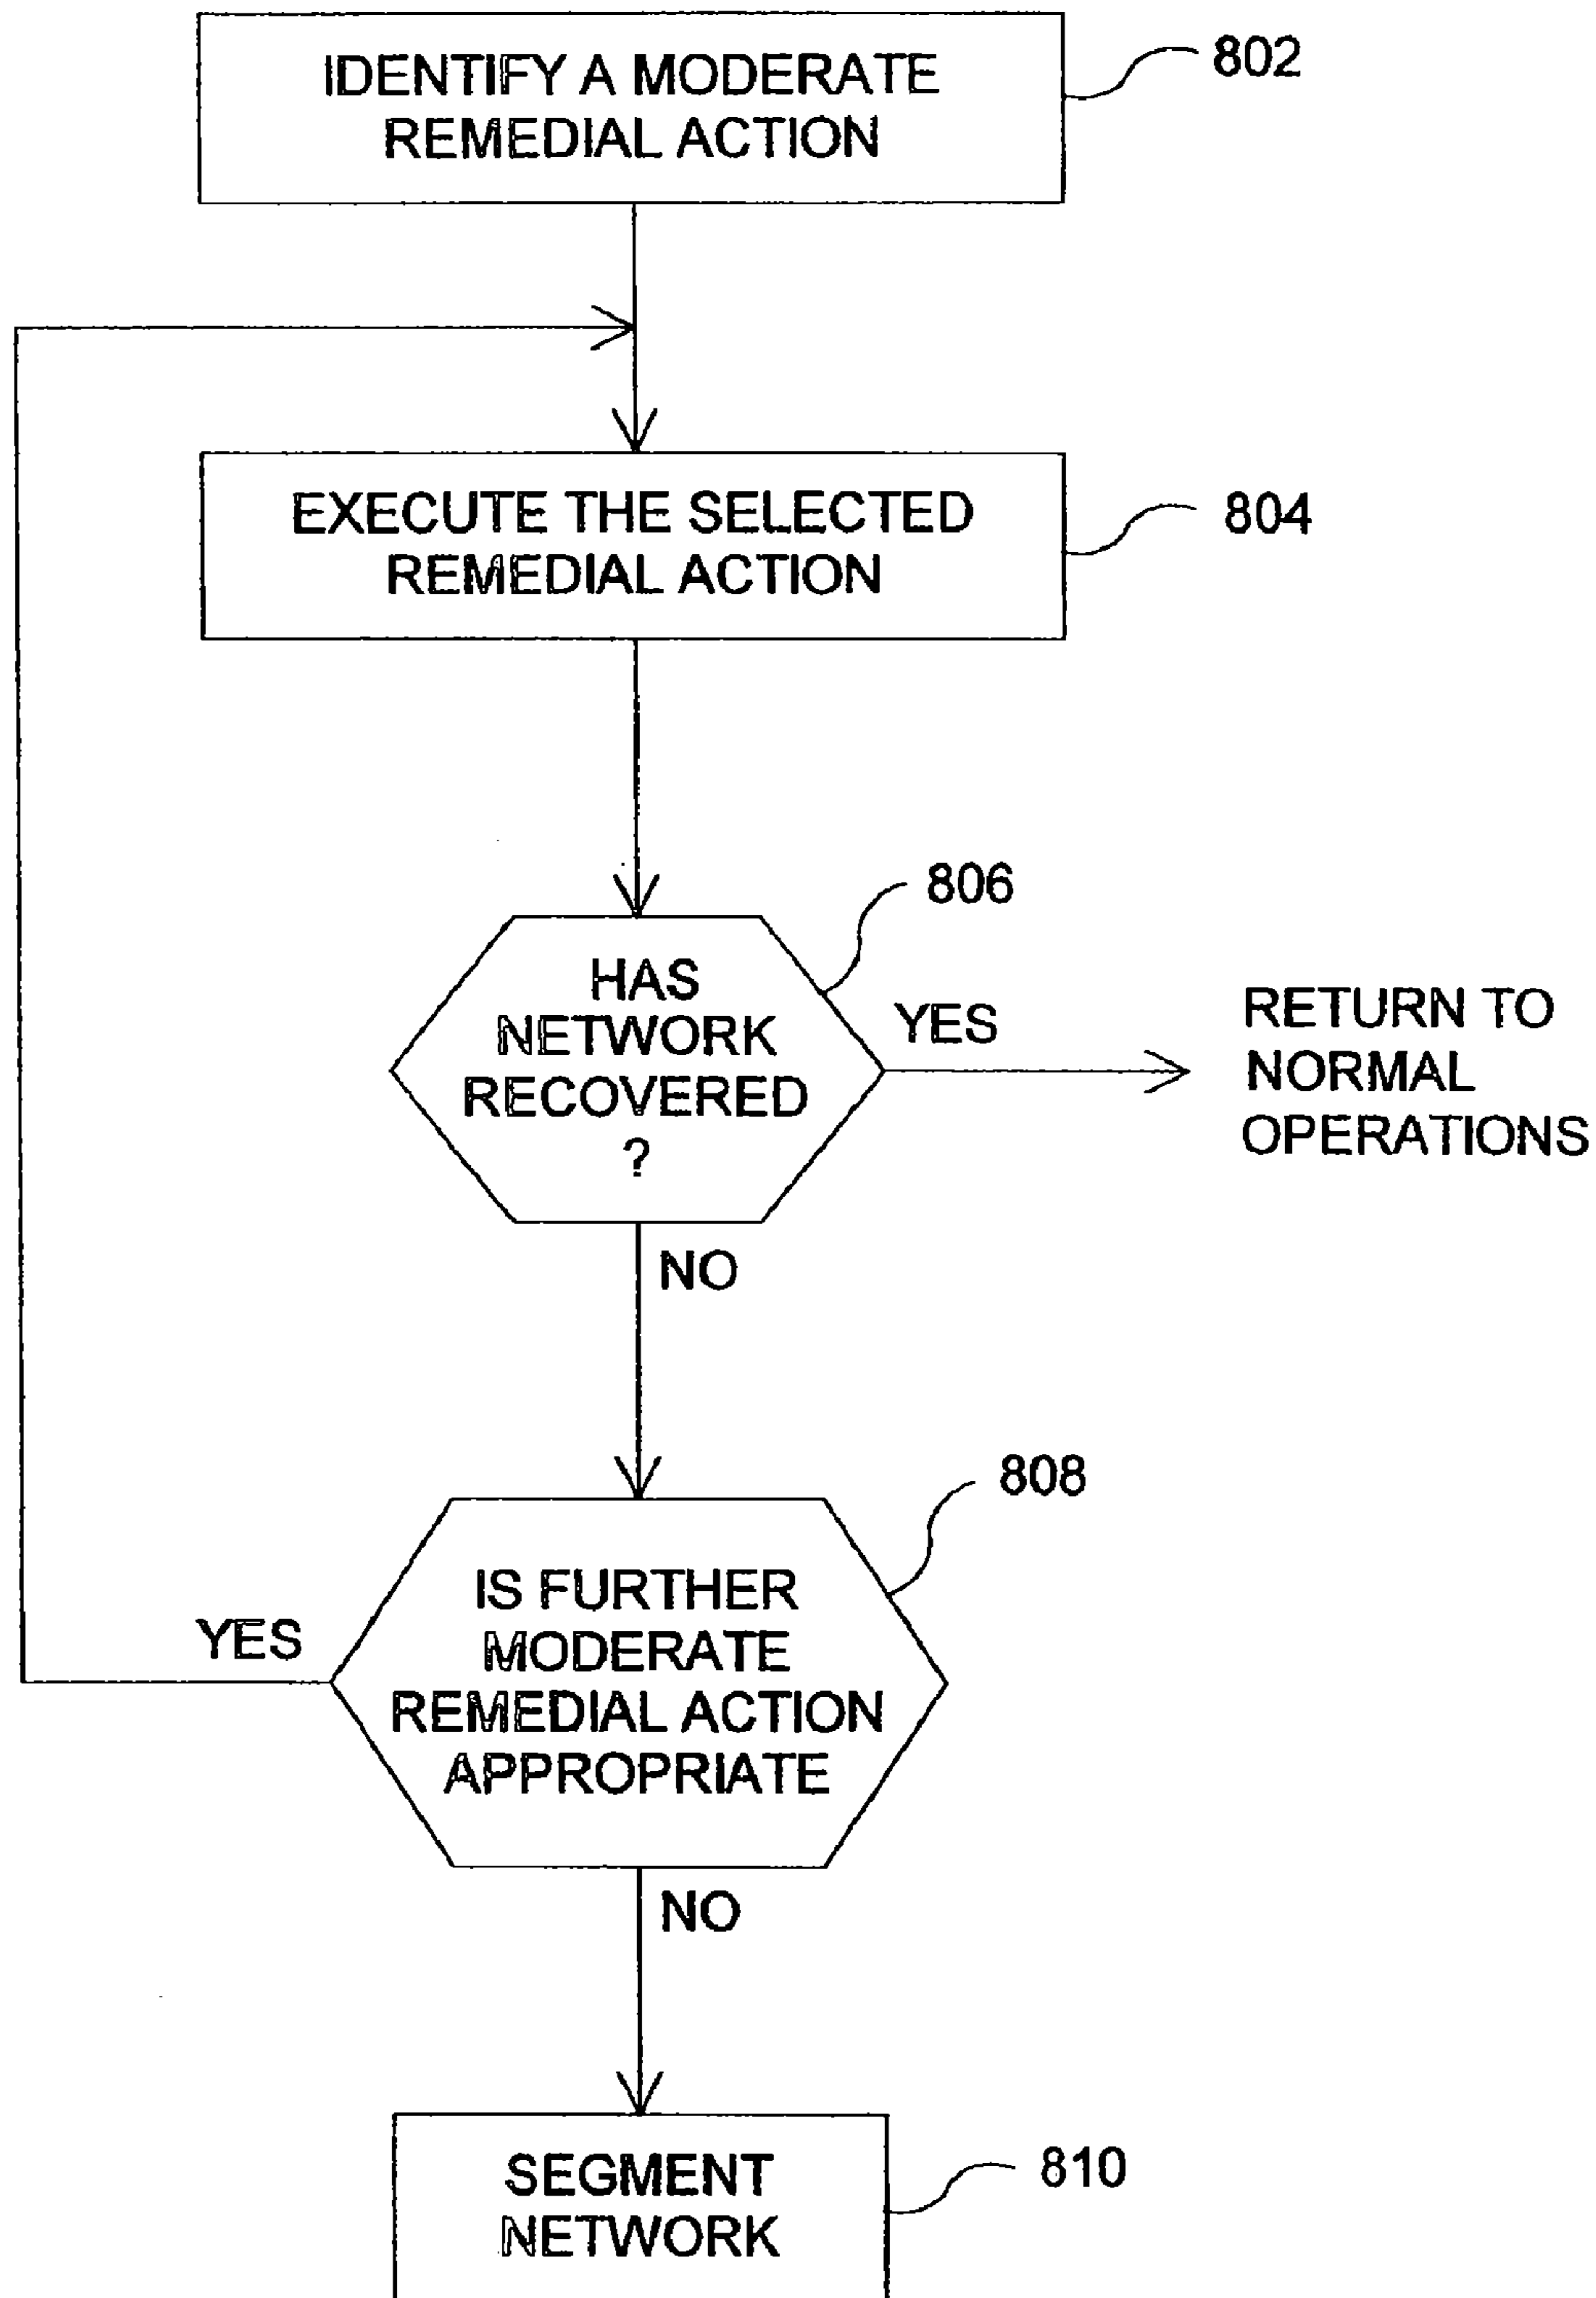 IDENTIFY A MODERATE
REMEDIAL ACTION
802
EXECUTE THE SELECTED
REMEDIAL ACTION
804
806
HAS
NETWORK
RECOVERED
?
YES
RETURN TO
NORMAL
OPERATIONS
NO
808
IS FURTHER
MODERATE
REMEDIAL ACTION
APPROPRIATE
YES
NO
SEGMENT
NETWORK
810